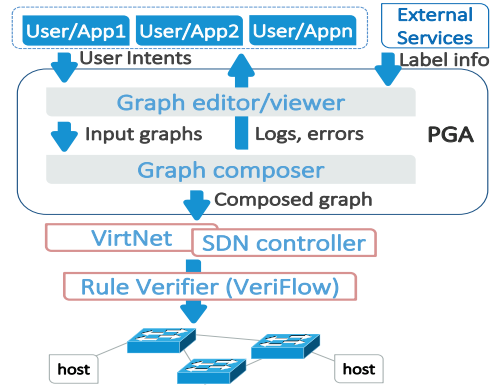 User/App1 User/App2 User/Appn
External
Services
User Intents
Label info
Graph editor/viewer
Input graphs
Logs, errors
PGA
Graph composer
Composed graph
VirtNet
SDN controller
Rule Verifier (VeriFlow)
host
host